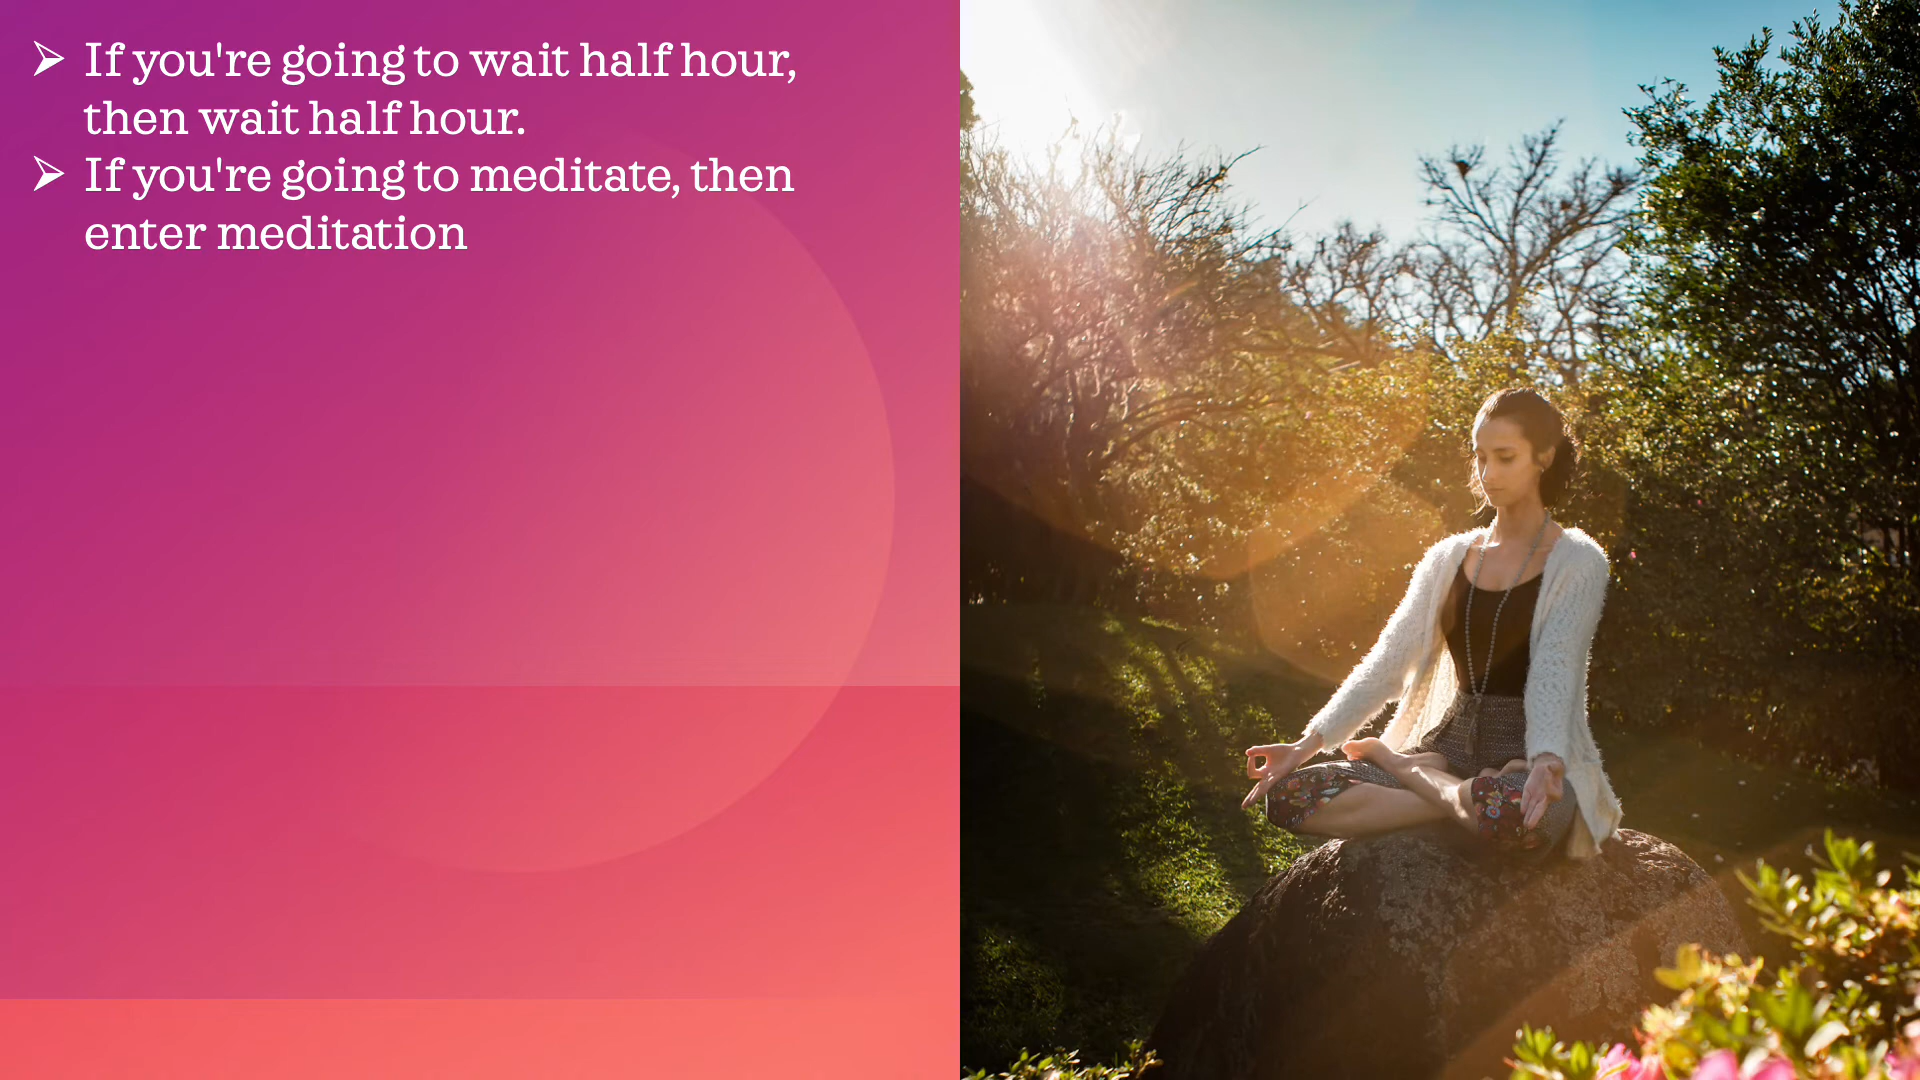 ➢ If you're going to wait half hour,
then wait half hour.
➢ If you're going to meditate, then
enter meditation